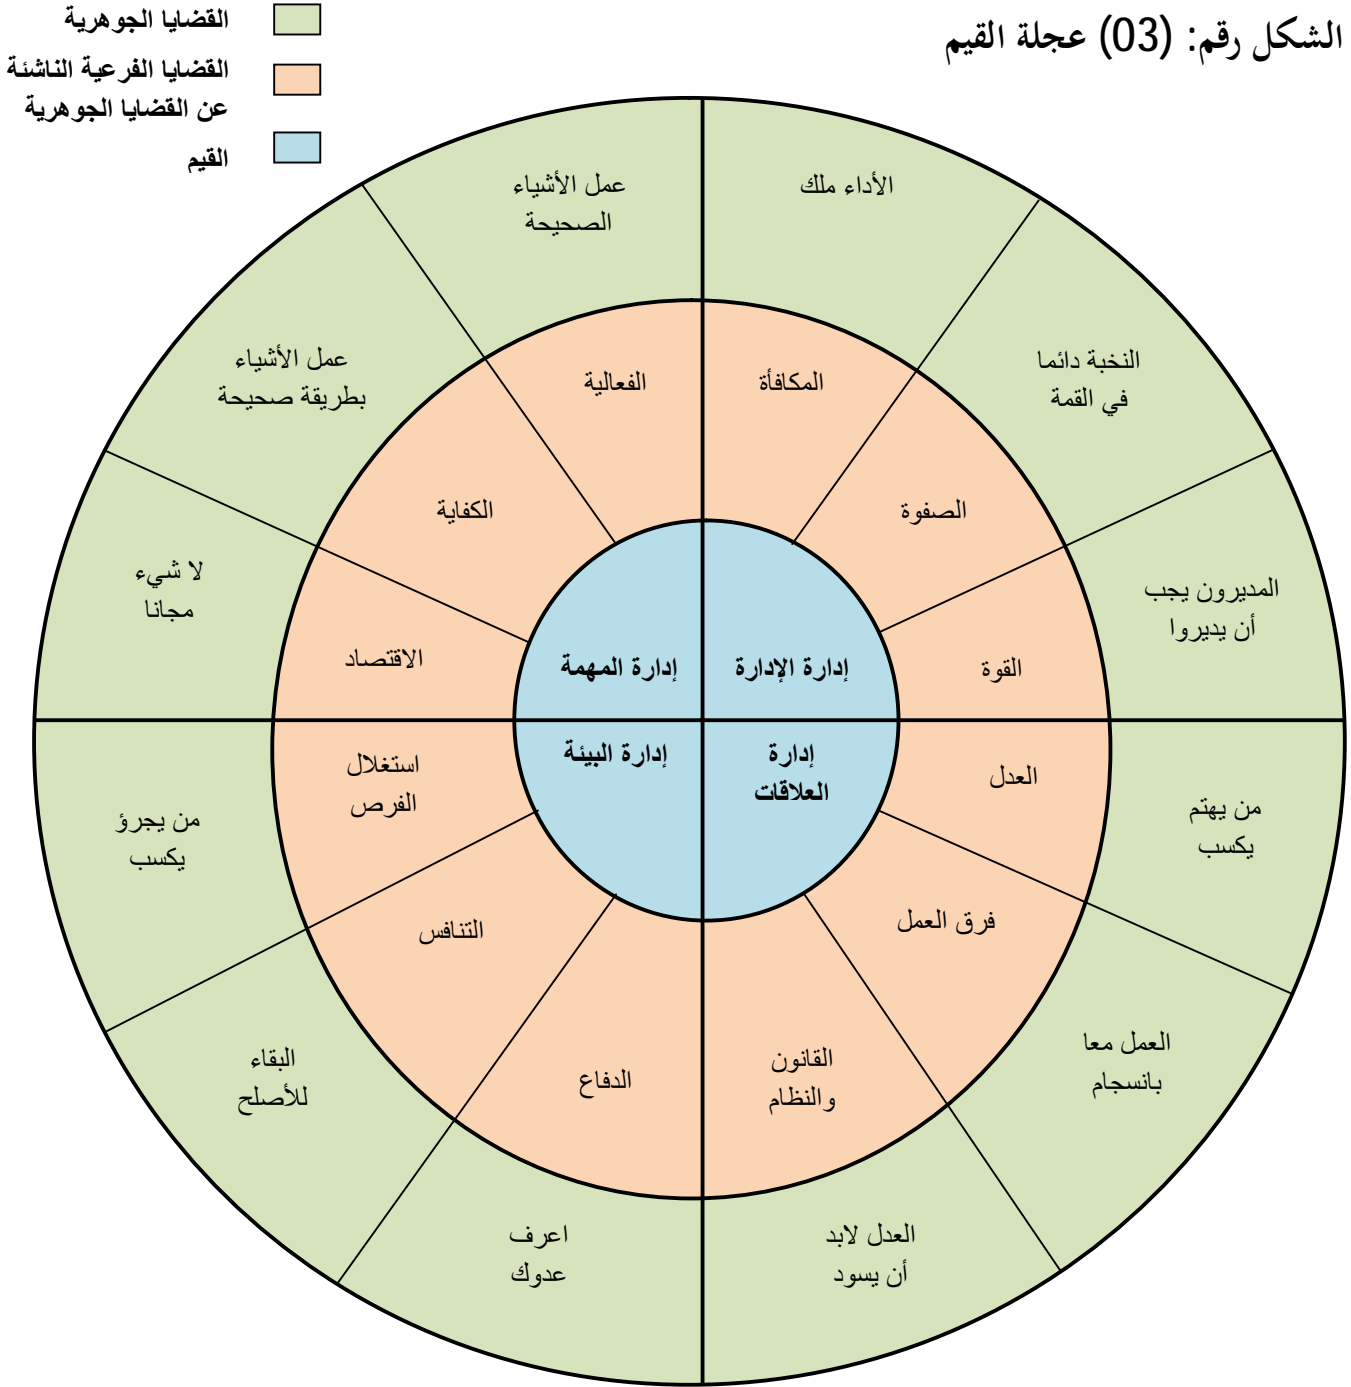 الشكل رقم: (03) عجلة القيم
القضايا الجوهرية
القضايا الفرعية الناشئة
عن القضايا الجوهرية
القيم
الأداء ملك
عمل الأشياء
الصحيحة
النخبة دائما
في القمة
عمل الأشياء
بطريقة صحيحة
المكافأة
الفعالية
الصفوة
الكفاية
المديرون يجب
أن يديروا
لا شيء
مجانا
القوة
إدارة الإدارة
إدارة المهمة
الاقتصاد
العدل
إدارة
العلاقات
إدارة البيئة
استغلال
الفرص
من يهتم
يكسب
من يجرؤ
يكسب
فرق العمل
التنافس
العمل معا
بانسجام
القانون
والنظام
الدفاع
البقاء
للأصلح
العدل لابد
أن يسود
اعرف
عدوك